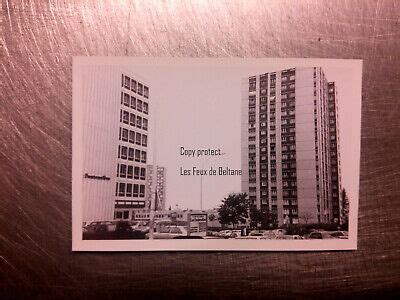 Copy protect...
Les Feux de Beltane